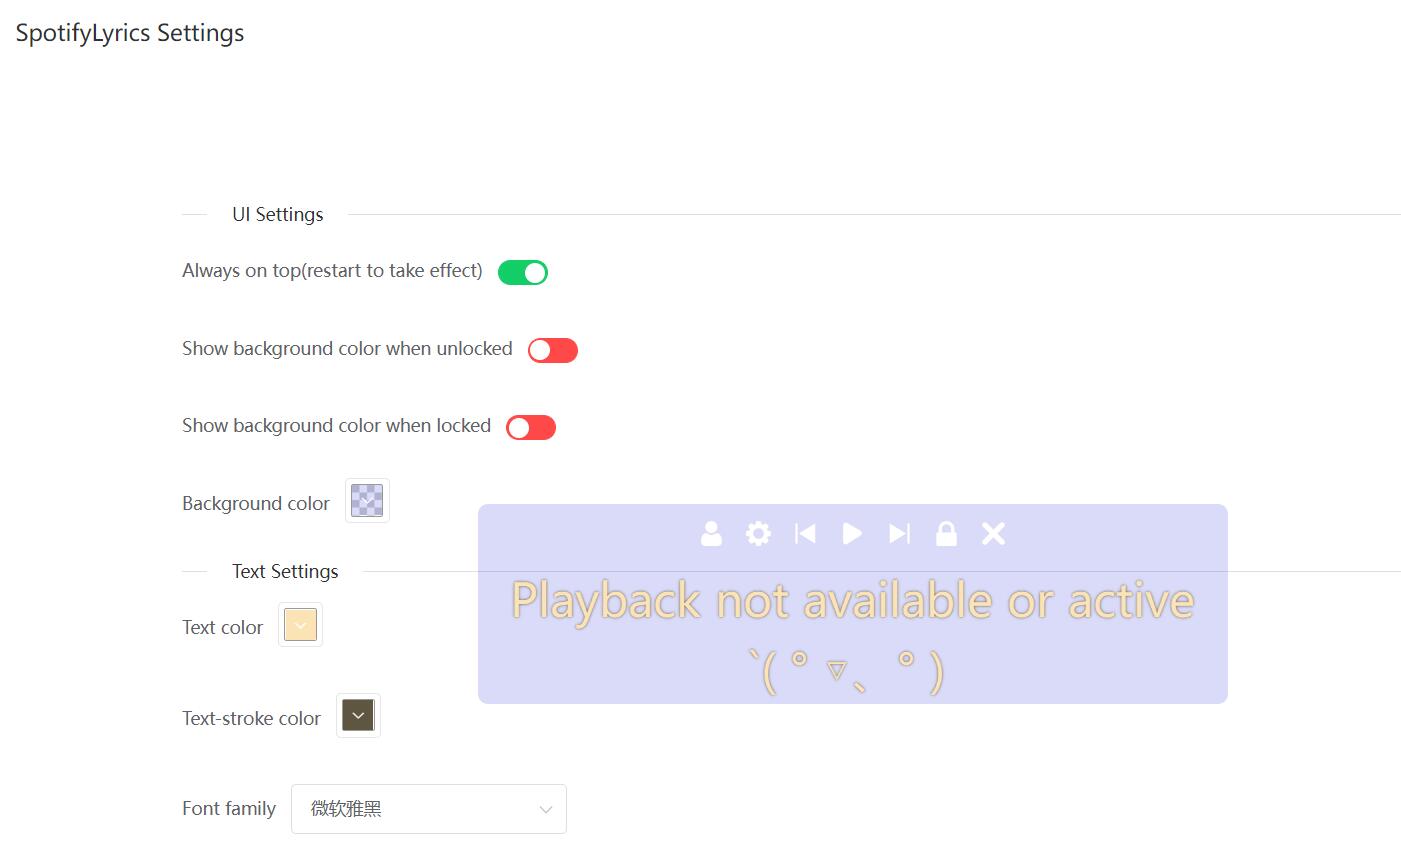 SpotifyLyrics Settings
UI Settings
Always on top(restart to take effect)
Show background color when unlocked
Show background color when locked
Background color
Text Settings
Playback not available or active
`( ° ▿、 ° )
Text color
Text-stroke color
Font family 微软雅黑